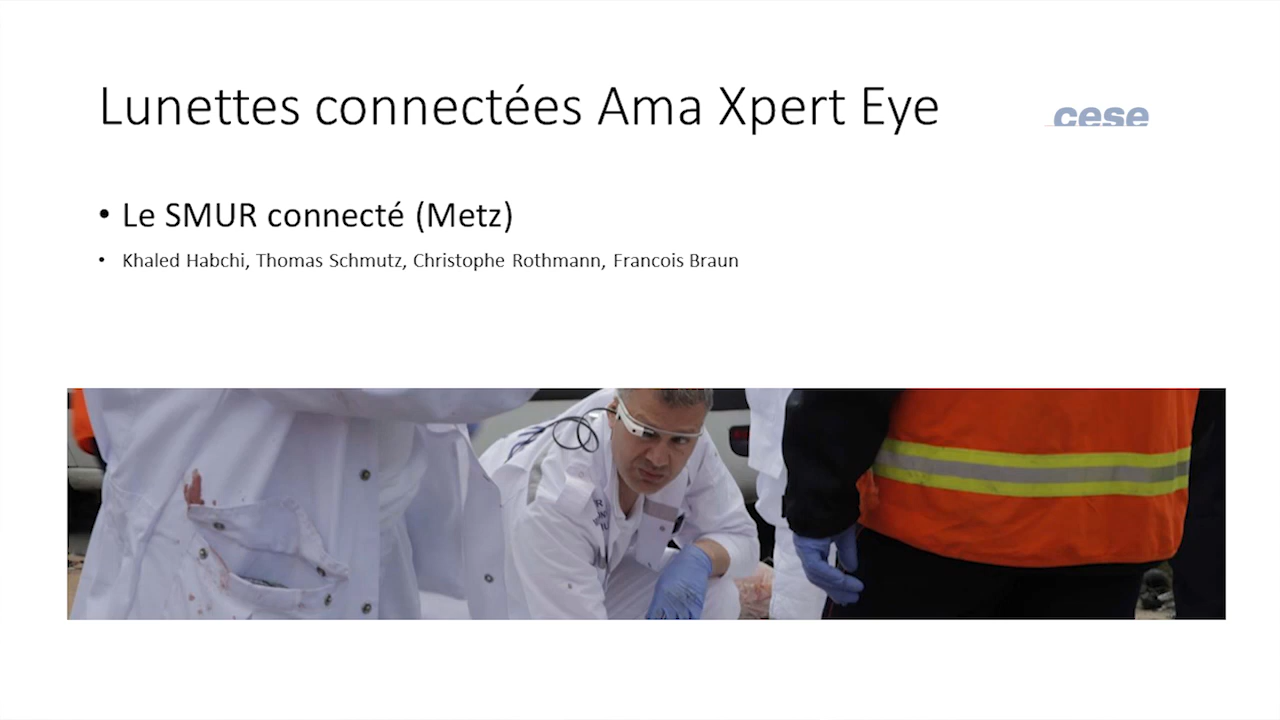 Lunettes connectées Ama Xpert Eye
cese
• Le SMUR connecté (Metz)
• Khaled Habchi, Thomas Schmutz, Christophe Rothmann, Francois Braun